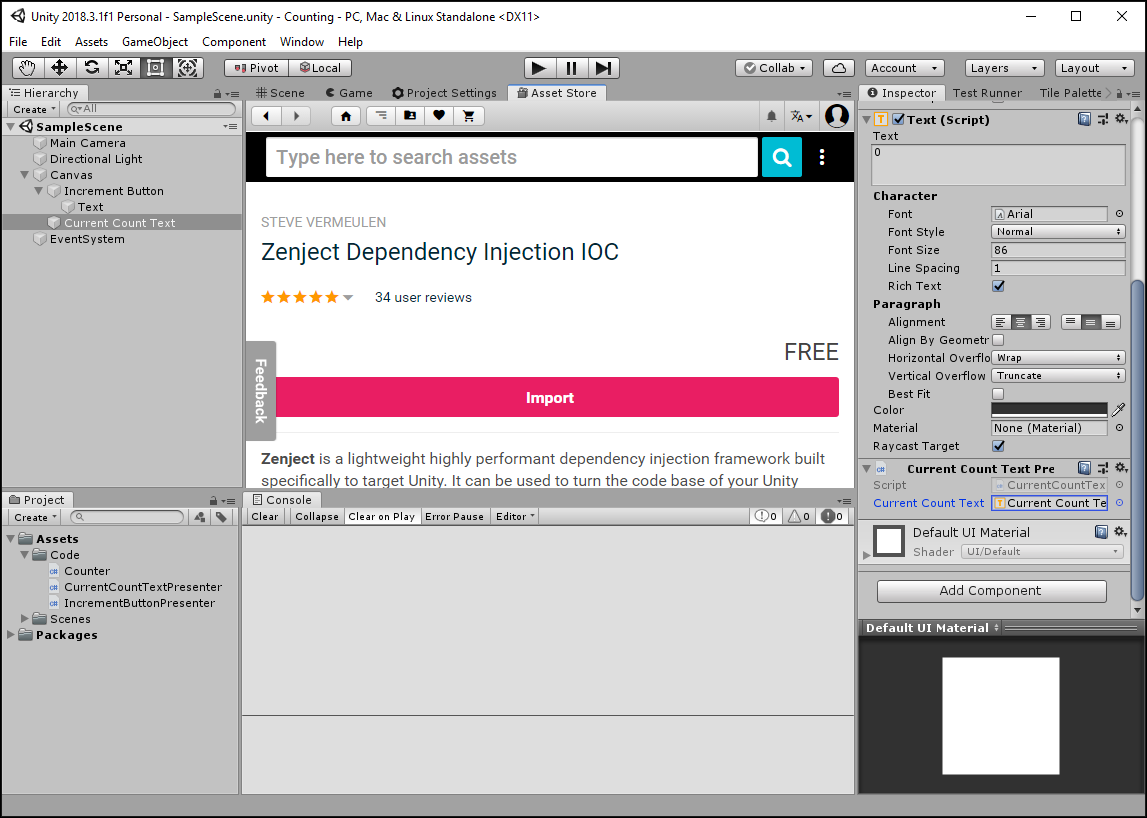 Unity 2018.3.1f1 Personal - SampleScene.unity - Counting - PC, Mac & Linux Standalone <DX11>
File Edit Assets GameObject Component Window Help
Pivot Local Collab Account Layers Layout
Hierarchy
Create All
SampleScene
Main Camera
Directional Light
Canvas
Increment Button
Text
Current Count Text
EventSystem
Scene Game Project Settings Asset Store
Type here to search assets
STEVE VERMEULEN
Zenject Dependency Injection IOC
34 user reviews
FREE
Import
Feedback
Zenject is a lightweight highly performant dependency injection framework built
specifically to target Unity. It can be used to turn the code base of your Unity
Project
Create
Assets
Code
Counter
CurrentCountTextPresenter
IncrementButtonPresenter
Scenes
Packages
Console
Clear Collapse Clear on Play Error Pause Editor 0 0 0
Inspector Test Runner Tile Palette
Text (Script)
Text
0
Character
Font Arial
Font Style Normal
Font Size 86
Line Spacing 1
Rich Text
Paragraph
Alignment
Align By Geometr
Horizontal Overflo Wrap
Vertical Overflow Truncate
Best Fit
Color
Material None (Material)
Raycast Target
Current Count Text Pre
Script CurrentCountTex
Current Count Text Current Count Te
Default UI Material
Shader UI/Default
Add Component
Default UI Material